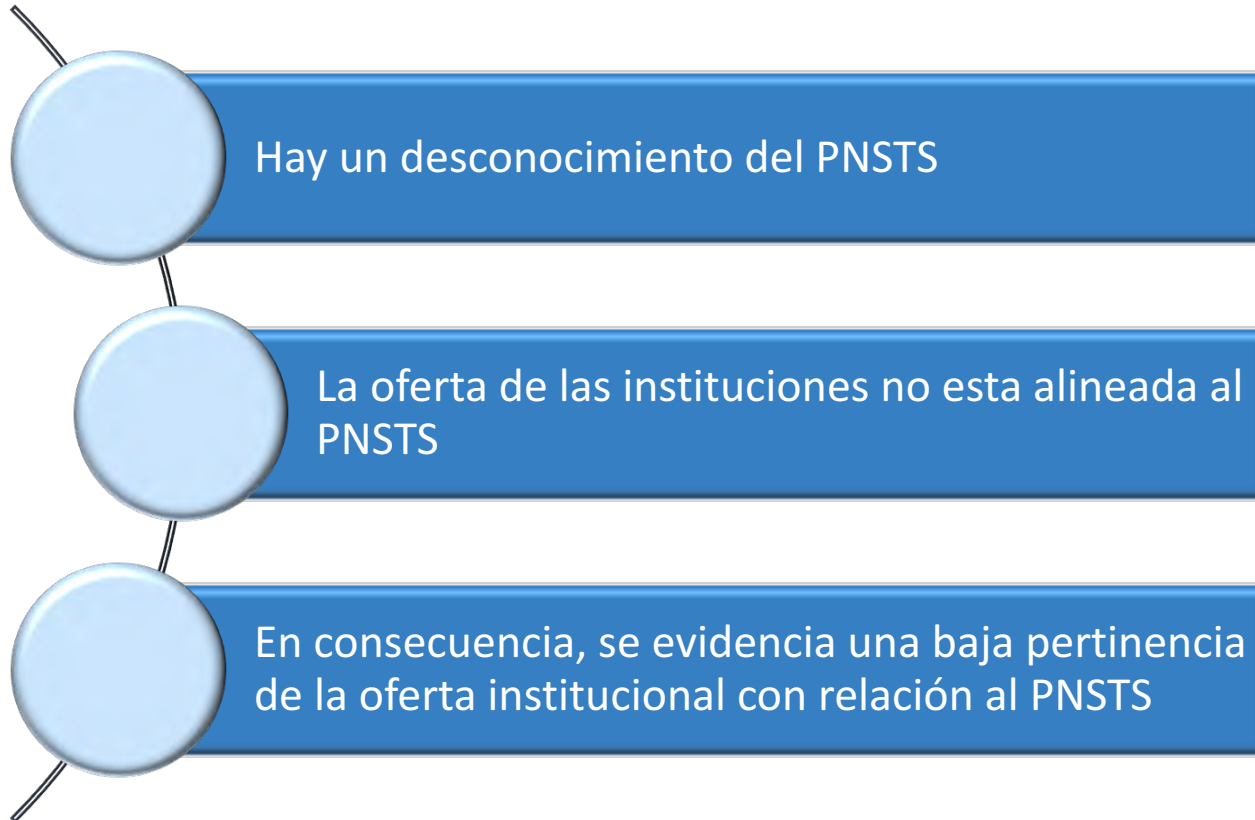 Hay un desconocimiento del PNSTS
La oferta de las instituciones no esta alineada al
PNSTS
En consecuencia, se evidencia una baja pertinencia
de la oferta institucional con relación al PNSTS